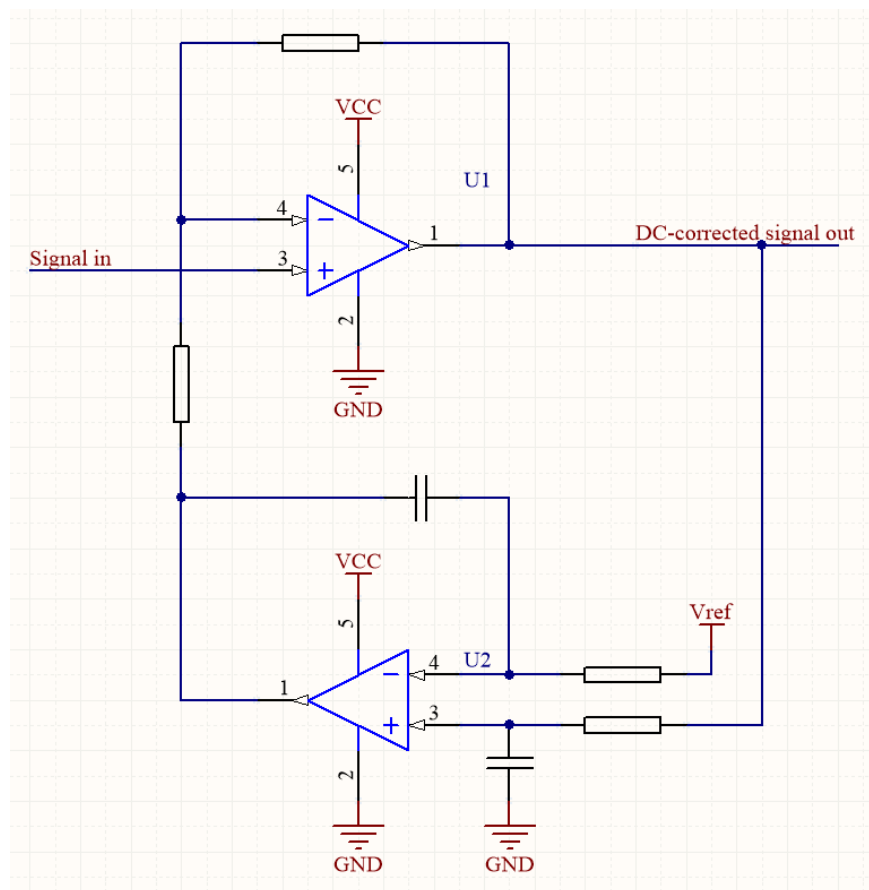 VCC
5
U1
4
−
1
DC-corrected signal out
Signal in
3
+
2
GND
VCC
5
Vref
U2
4
−
1
3
+
2
GND
GND